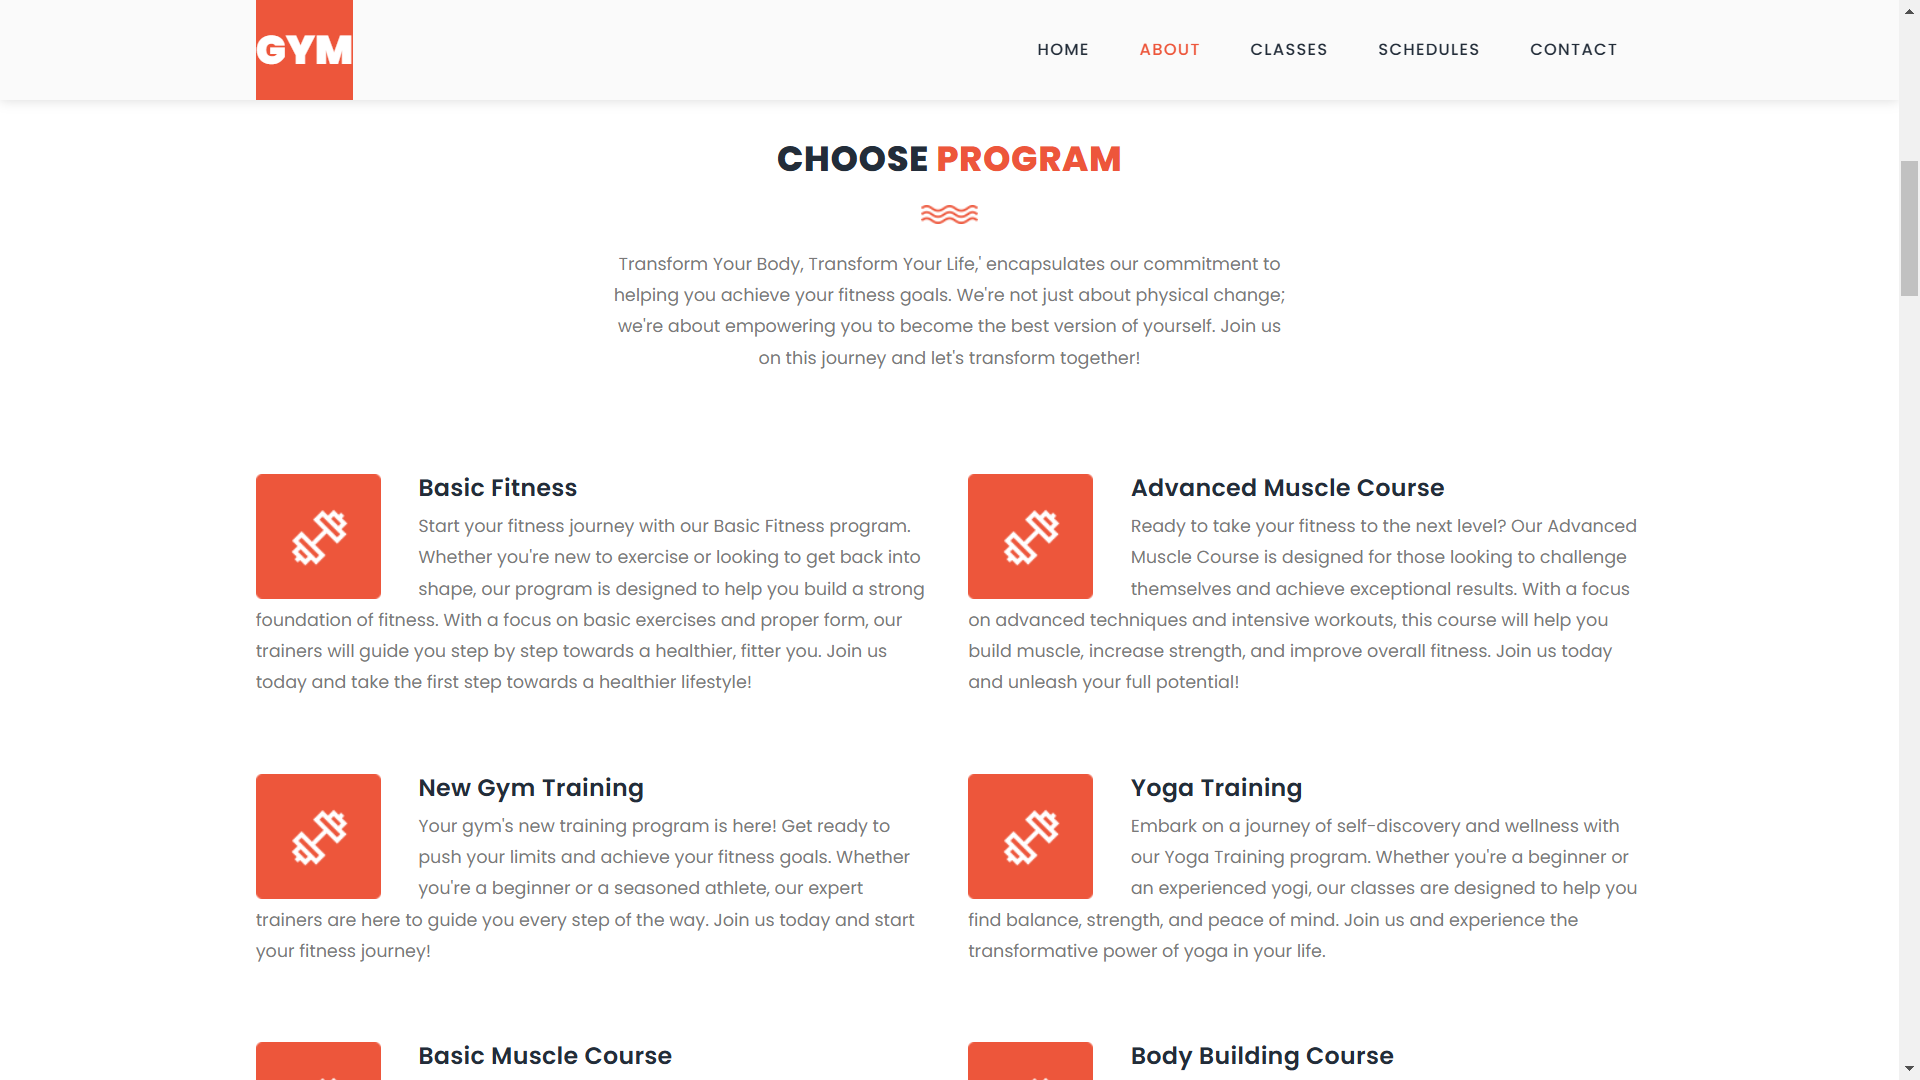 GYM
HOME ABOUT CLASSES SCHEDULES CONTACT
CHOOSE PROGRAM
Transform Your Body, Transform Your Life,' encapsulates our commitment to
helping you achieve your fitness goals. We're not just about physical change;
we're about empowering you to become the best version of yourself. Join us
on this journey and let's transform together!
Basic Fitness
Start your fitness journey with our Basic Fitness program.
Whether you're new to exercise or looking to get back into
shape, our program is designed to help you build a strong
foundation of fitness. With a focus on basic exercises and proper form, our
trainers will guide you step by step towards a healthier, fitter you. Join us
today and take the first step towards a healthier lifestyle!
Advanced Muscle Course
Ready to take your fitness to the next level? Our Advanced
Muscle Course is designed for those looking to challenge
themselves and achieve exceptional results. With a focus
on advanced techniques and intensive workouts, this course will help you
build muscle, increase strength, and improve overall fitness. Join us today
and unleash your full potential!
New Gym Training
Your gym's new training program is here! Get ready to
push your limits and achieve your fitness goals. Whether
you're a beginner or a seasoned athlete, our expert
trainers are here to guide you every step of the way. Join us today and start
your fitness journey!
Yoga Training
Embark on a journey of self-discovery and wellness with
our Yoga Training program. Whether you're a beginner or
an experienced yogi, our classes are designed to help you
find balance, strength, and peace of mind. Join us and experience the
transformative power of yoga in your life.
Basic Muscle Course
Body Building Course